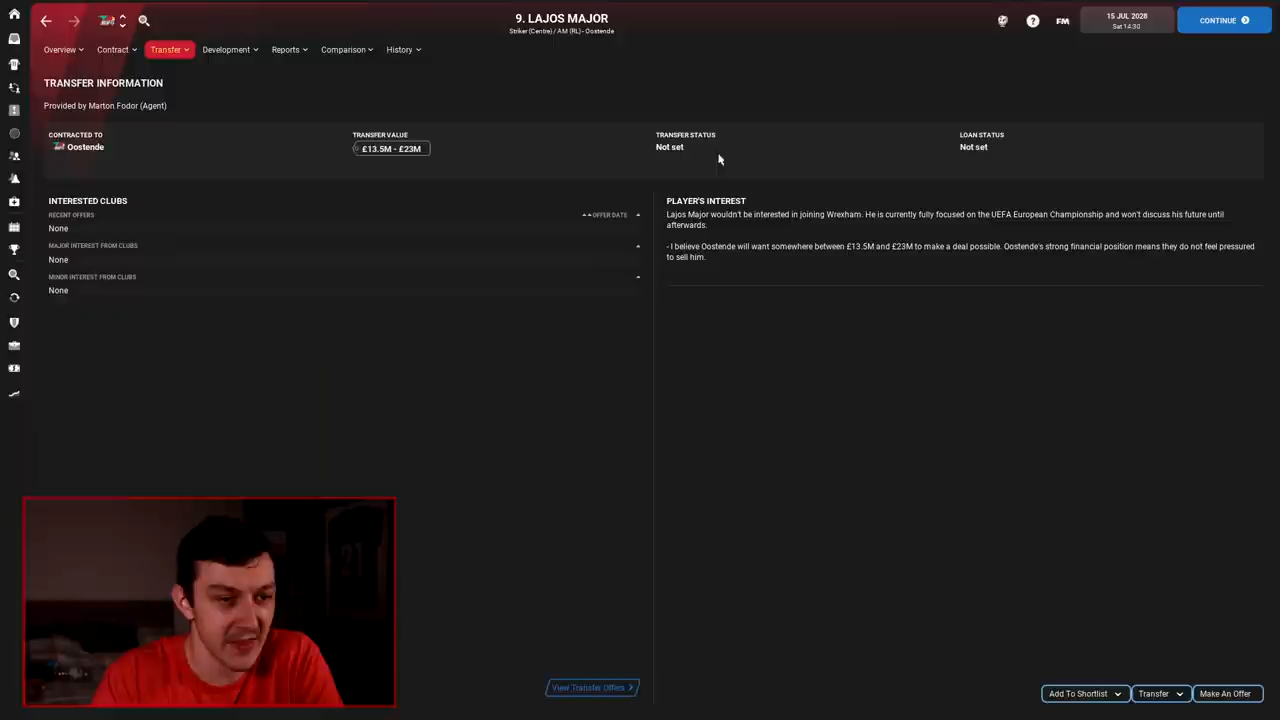 9. LAJOS MAJOR
Striker (Centre) / AM (RL) - Oostende
FM
15 JUL 2028
Sat 14:30
CONTINUE
Overview
Contract
Transfer
Development
Reports
Comparison
History
TRANSFER INFORMATION
Provided by Marton Fodor (Agent)
CONTRACTED TO
Oostende
TRANSFER VALUE
£13.5M - £23M
TRANSFER STATUS
Not set
LOAN STATUS
Not set
INTERESTED CLUBS
RECENT OFFERS
OFFER DATE
None
MAJOR INTEREST FROM CLUBS
None
MINOR INTEREST FROM CLUBS
None
PLAYER'S INTEREST
Lajos Major wouldn't be interested in joining Wrexham. He is currently fully focused on the UEFA European Championship and won't discuss his future until
afterwards.
- I believe Oostende will want somewhere between £13.5M and £23M to make a deal possible. Oostende's strong financial position means they do not feel pressured
to sell him.
21
View Transfer Offers
Add To Shortlist
Transfer
Make An Offer